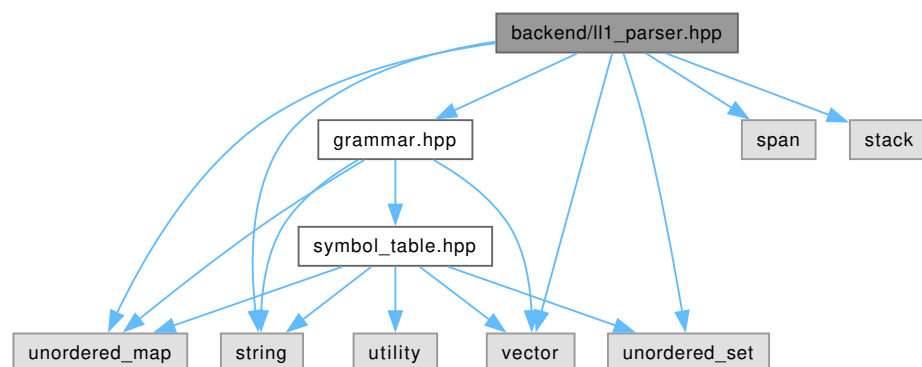 backend/ll1_parser.hpp
grammar.hpp
span
stack
symbol_table.hpp
unordered_map
string
utility
vector
unordered_set